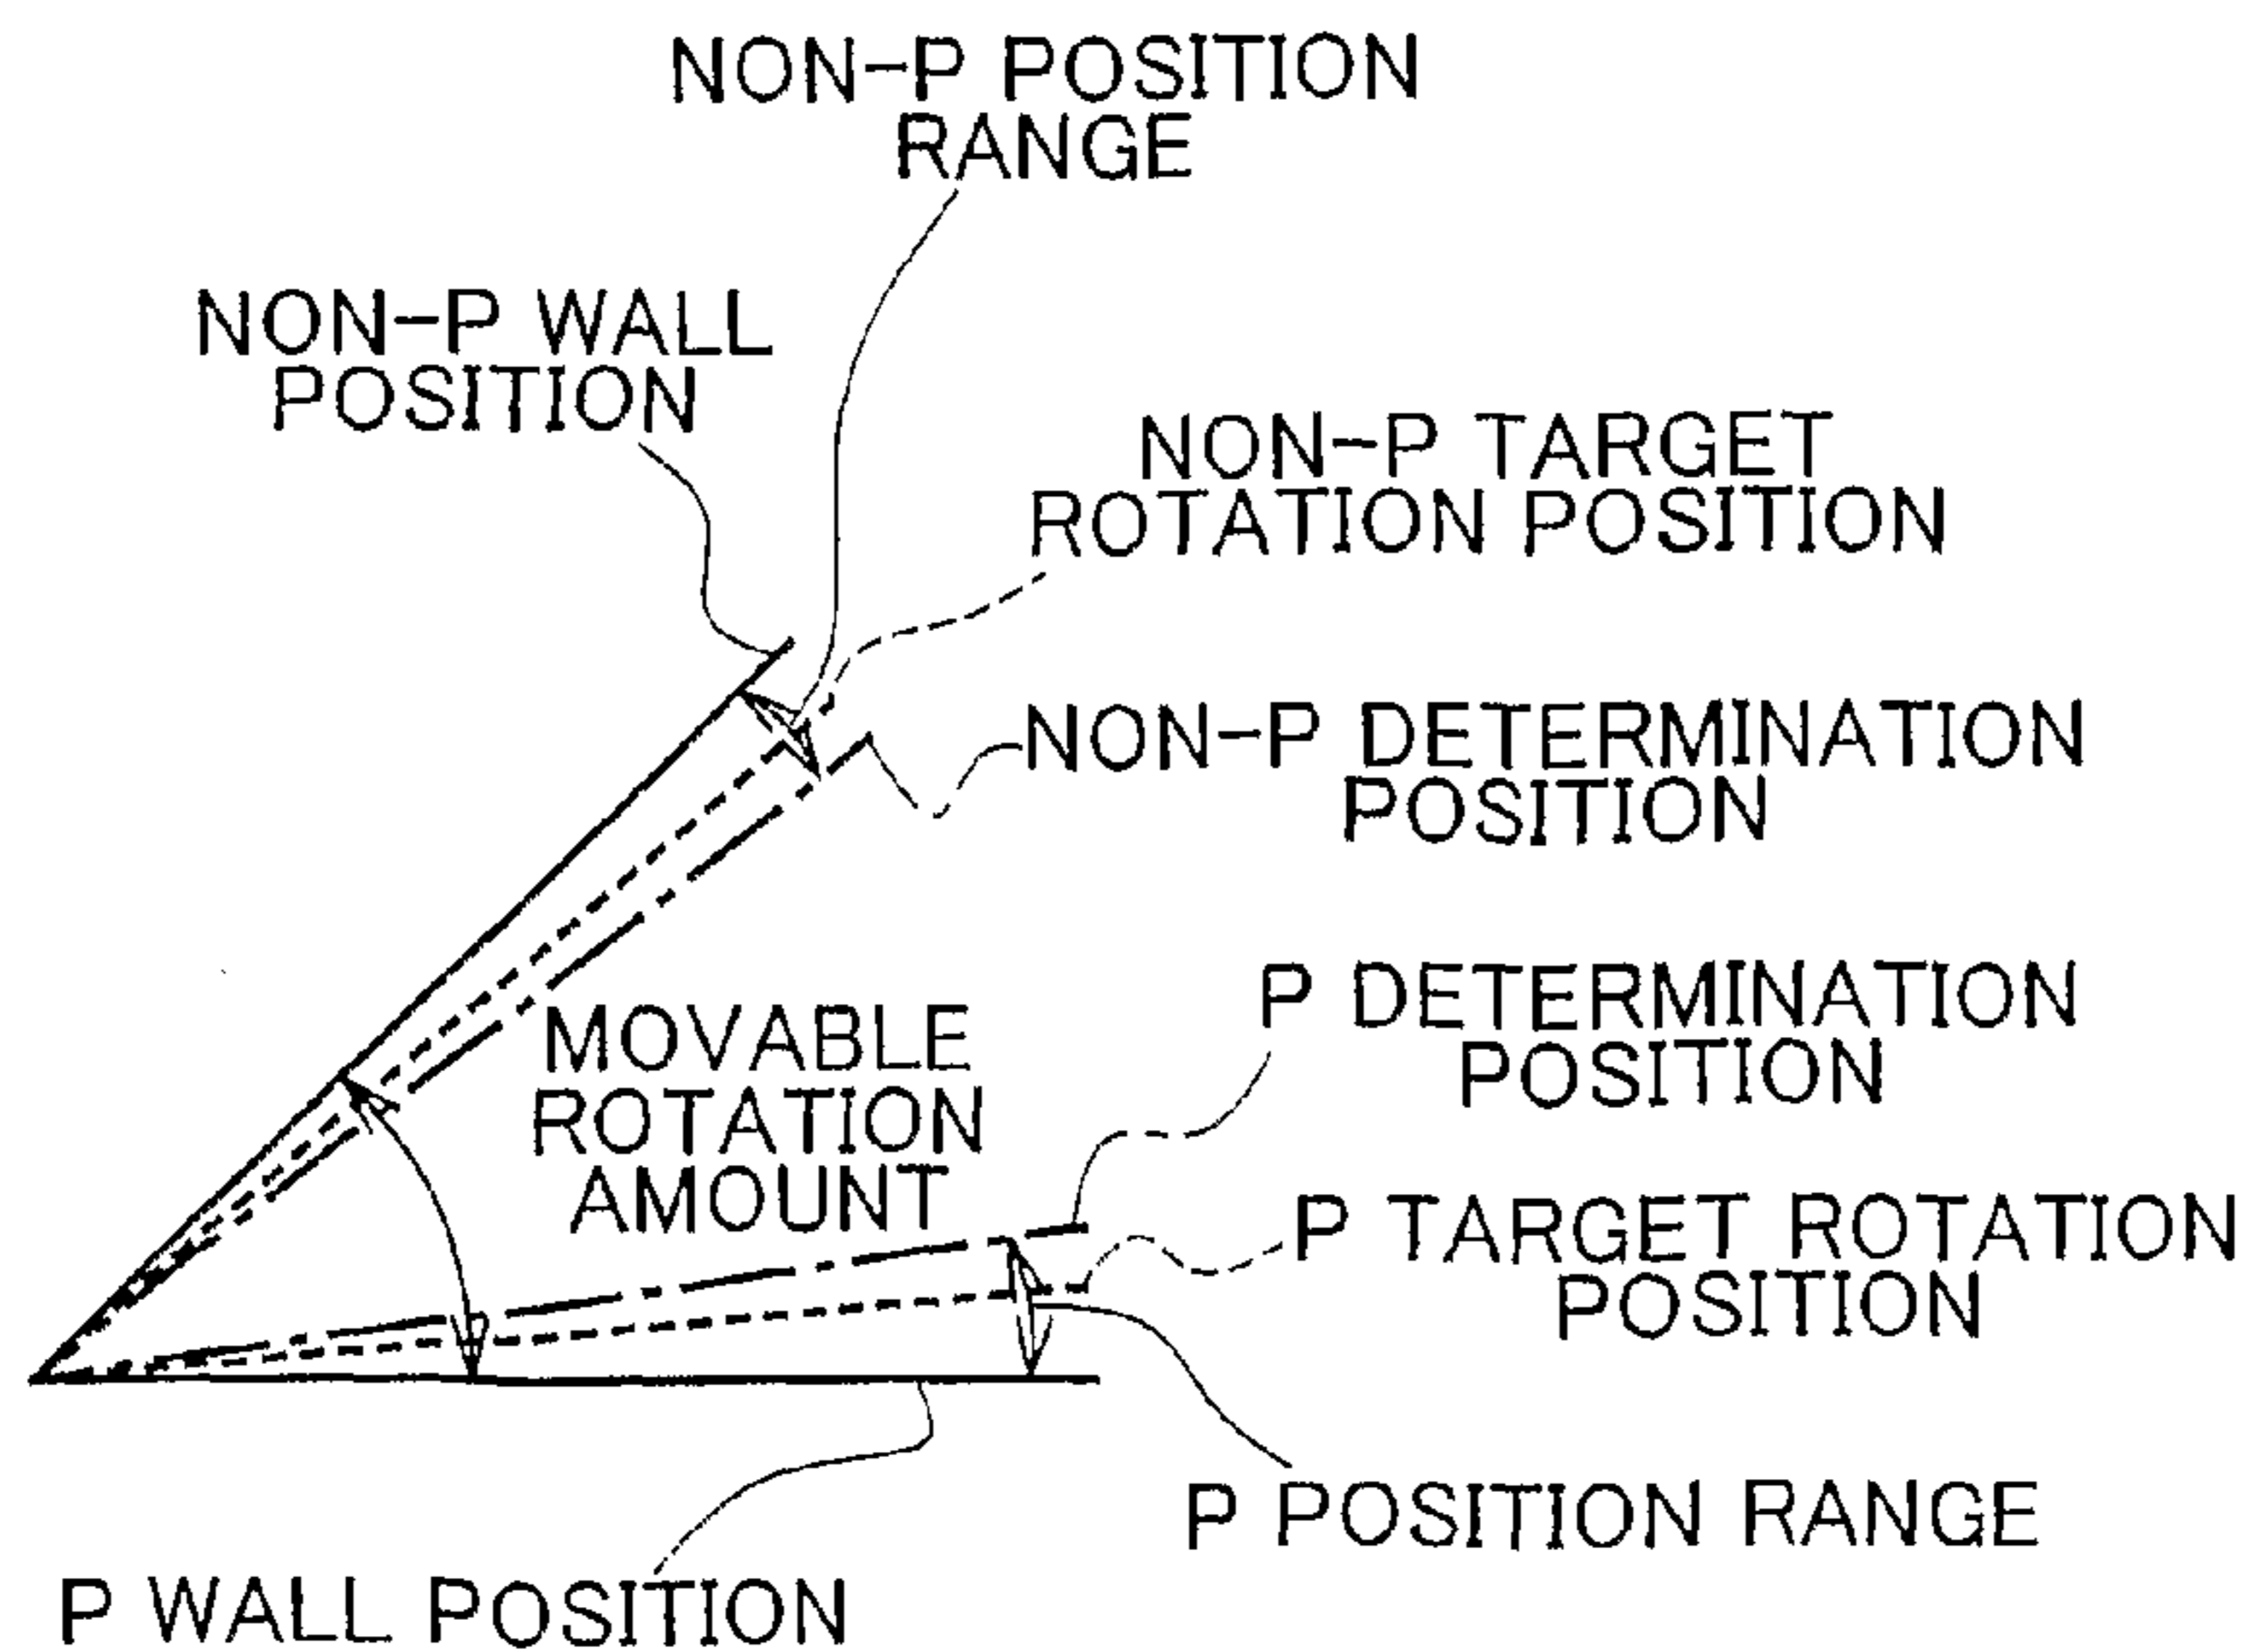 NON-P POSITION
RANGE
NON-P WALL
POSITION
NON-P TARGET
ROTATION POSITION
NON-P DETERMINATION
POSITION
P DETERMINATION
POSITION
MOVABLE
ROTATION
AMOUNT
P TARGET ROTATION
POSITION
P POSITION RANGE
P WALL POSITION